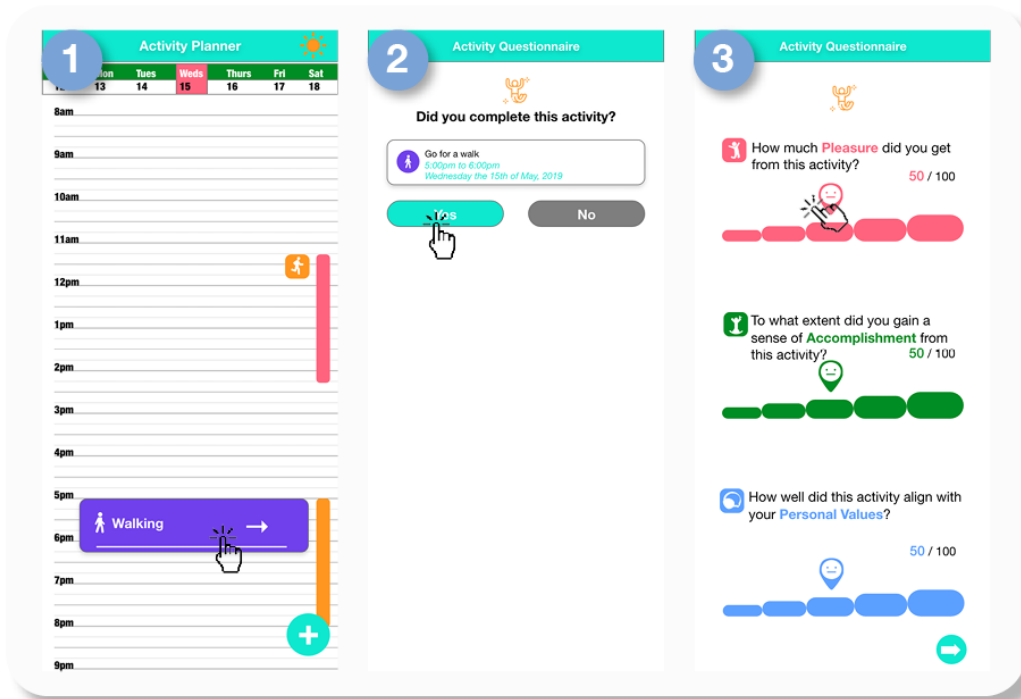 1
Activity Planner
Mon Tues Weds Thurs Fri Sat
13 14 15 16 17 18
8am
9am
10am
11am
12pm
1pm
2pm
3pm
4pm
5pm
Walking
6pm
7pm
8pm
+
9pm
2
Activity Questionnaire
Did you complete this activity?
Go for a walk
5:00pm to 6:00pm
Wednesday the 15th of May, 2019
Yes No
3
Activity Questionnaire
How much Pleasure did you get
from this activity?
50 / 100
To what extent did you gain a
sense of Accomplishment from
this activity? 50 / 100
How well did this activity align with
your Personal Values?
50 / 100